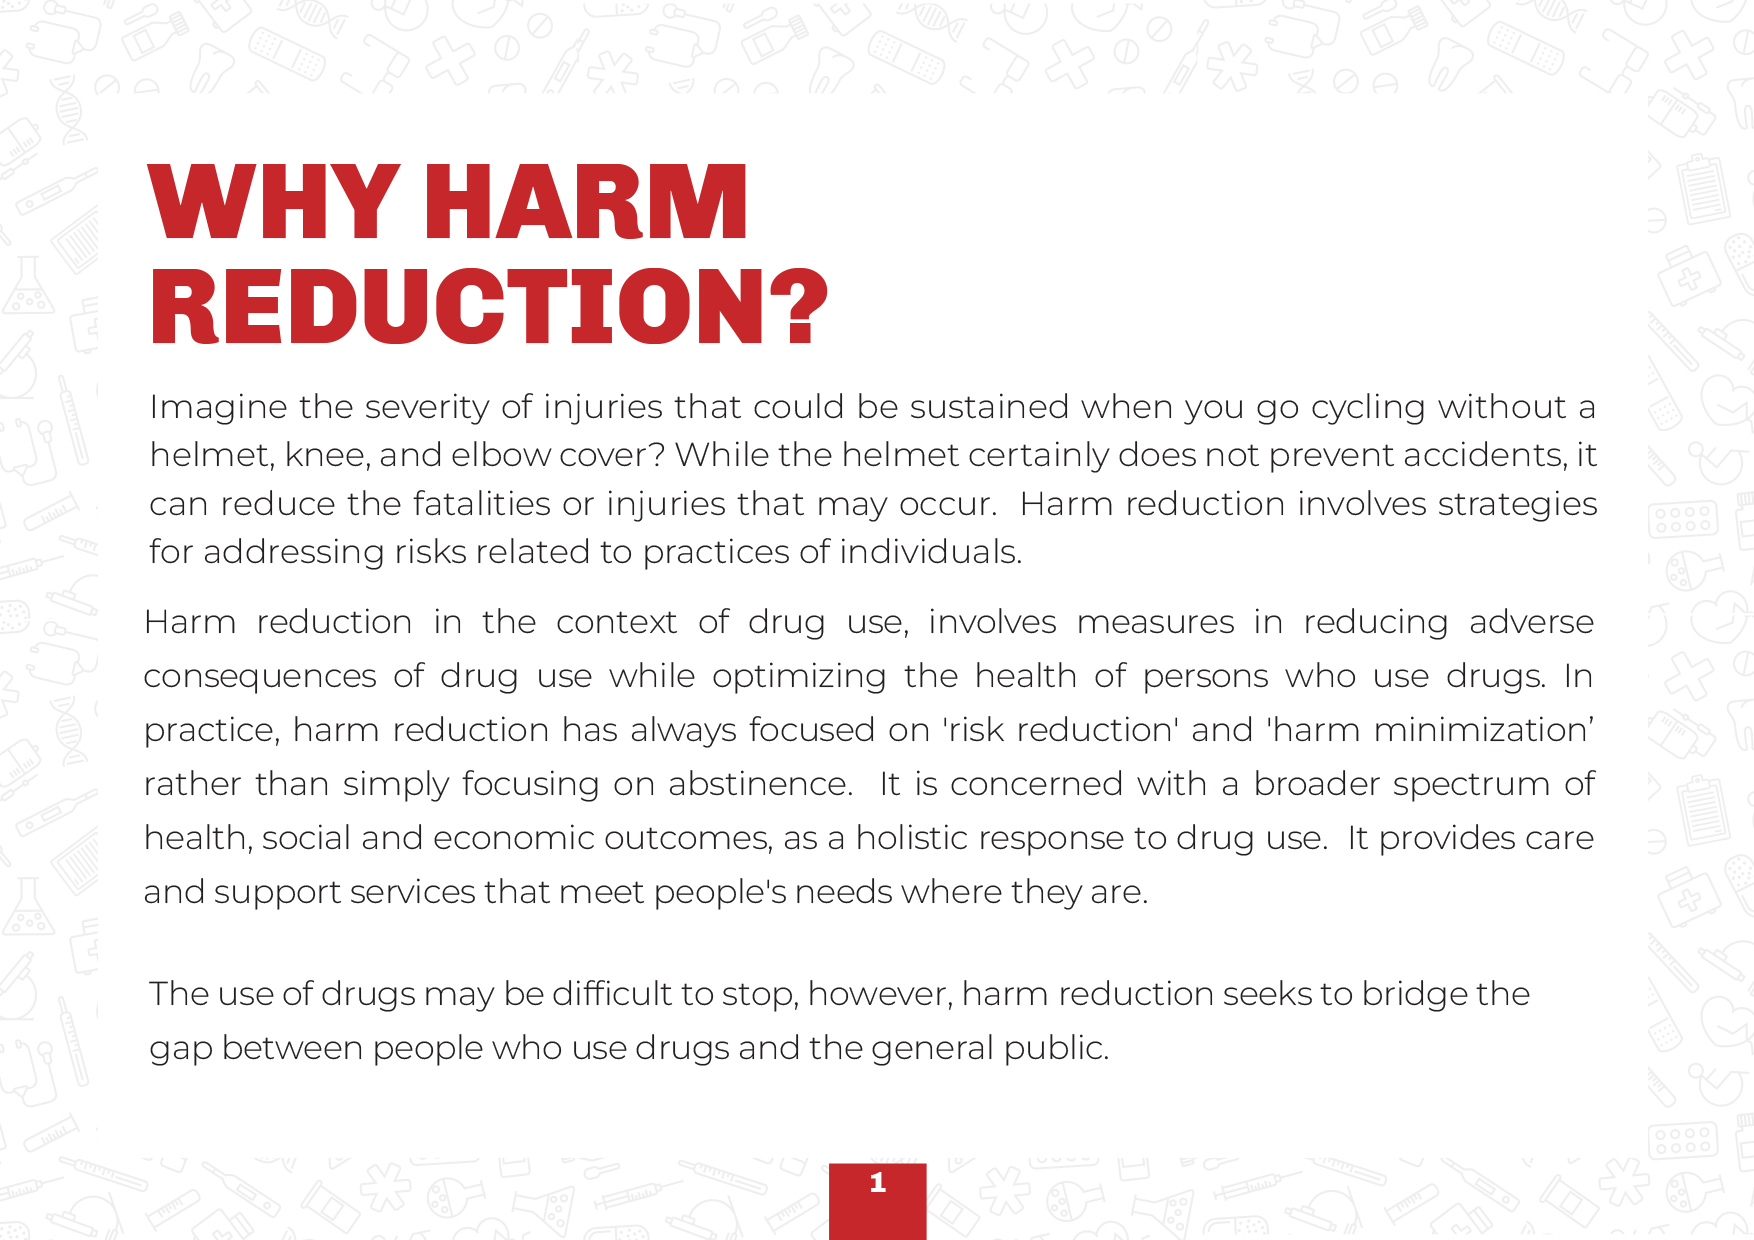 WHY HARM
REDUCTION?
Imagine the severity of injuries that could be sustained when you go cycling without a
helmet, knee, and elbow cover? While the helmet certainly does not prevent accidents, it
can reduce the fatalities or injuries that may occur.  Harm reduction involves strategies
for addressing risks related to practices of individuals.
Harm reduction in the context of drug use, involves measures in reducing adverse
consequences of drug use while optimizing the health of persons who use drugs. In
practice, harm reduction has always focused on 'risk reduction' and 'harm minimization’
rather than simply focusing on abstinence.  It is concerned with a broader spectrum of
health, social and economic outcomes, as a holistic response to drug use.  It provides care
and support services that meet people's needs where they are.
The use of drugs may be difficult to stop, however, harm reduction seeks to bridge the
gap between people who use drugs and the general public.
1